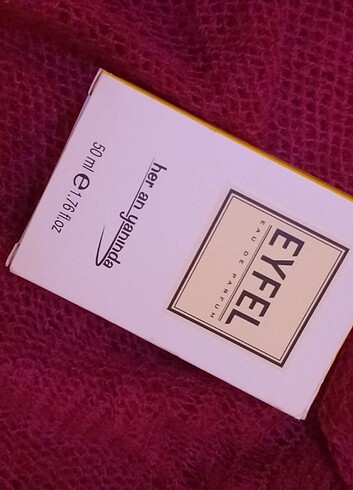 EYFEL
EAU DE PARFUM
her an yanında
50 ml e 1.76 fl.oz